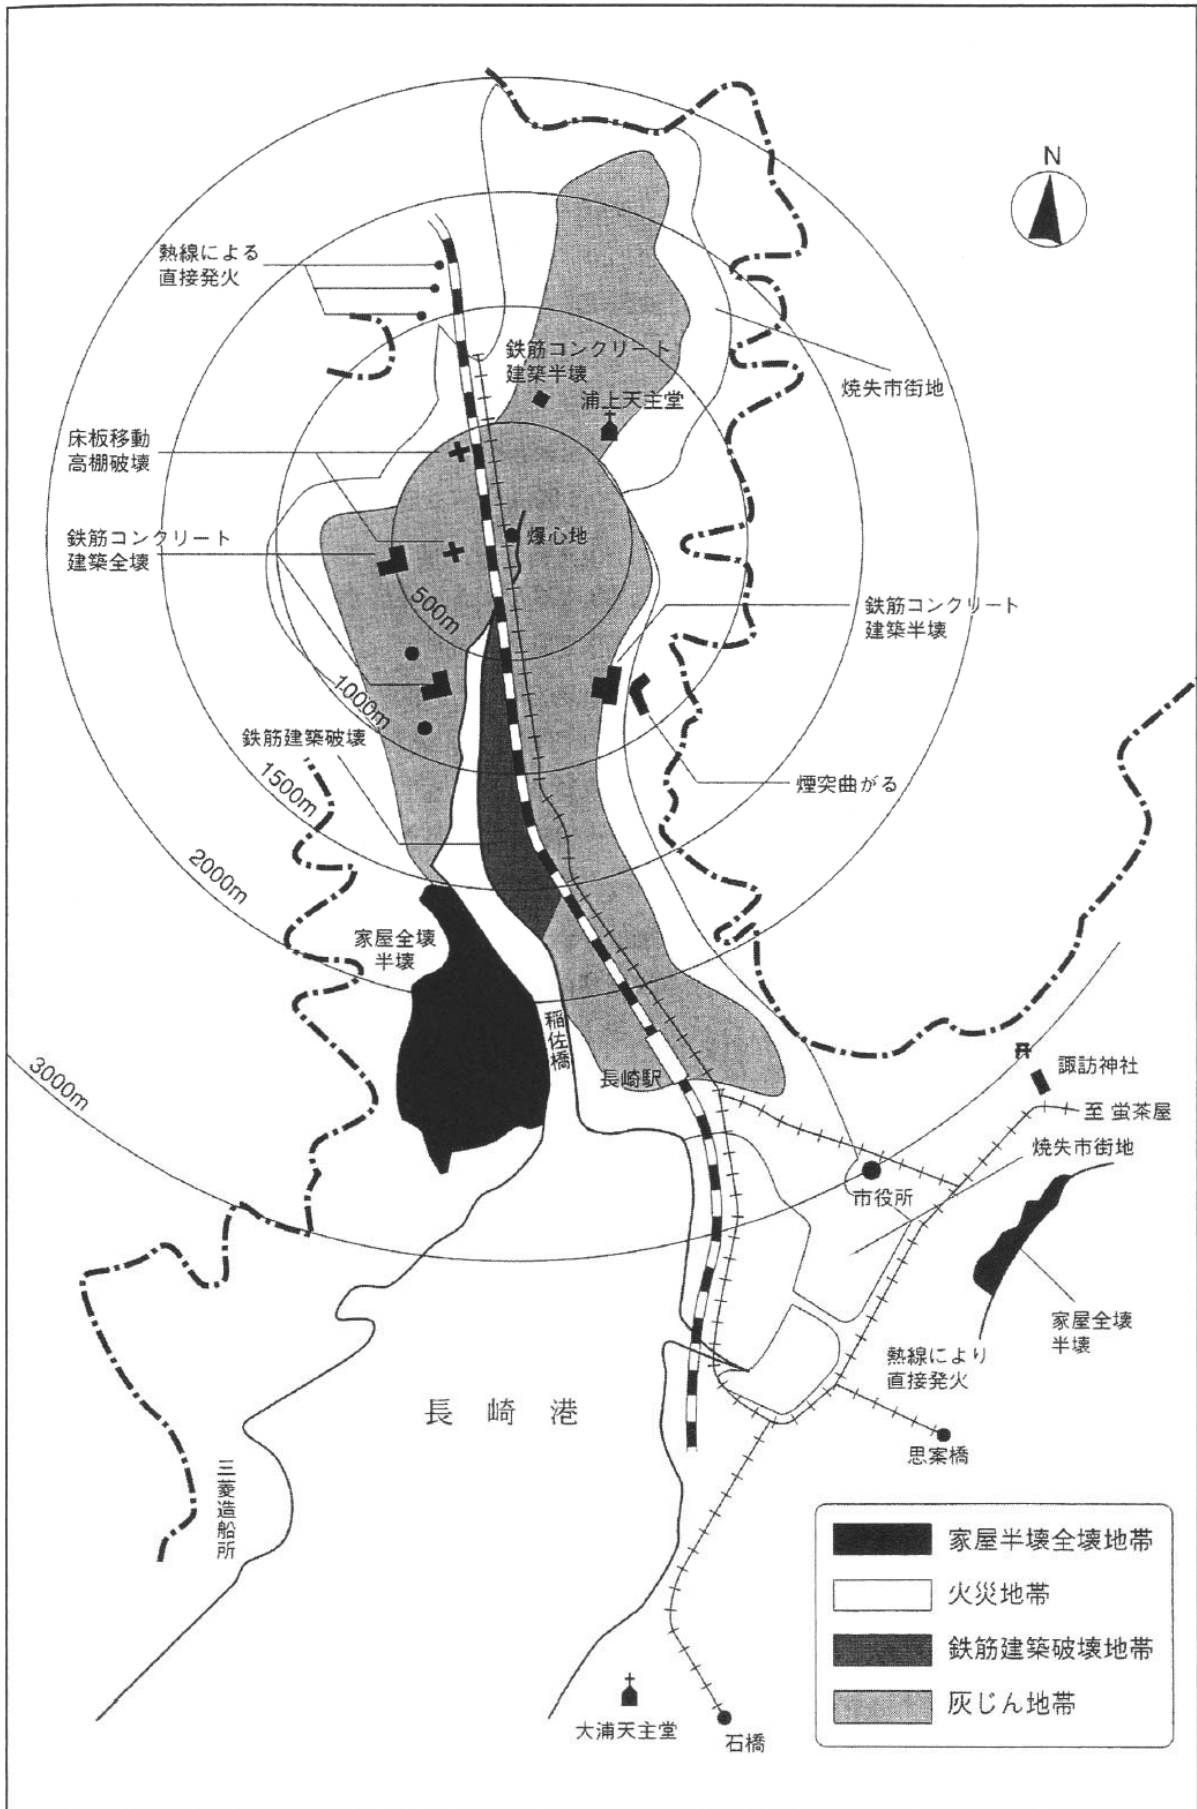 N
熱線による
直接発火
鉄筋コンクリート
建築半壊
浦上天主堂
焼失市街地
床板移動
高棚破壊
鉄筋コンクリート
建築全壊
爆心地
500m
鉄筋コンクリート
建築半壊
1000m
鉄筋建築破壊
煙突曲がる
1500m
2000m
家屋全壊
半壊
稲佐橋
3000m
長崎駅
諏訪神社
至 蛍茶屋
焼失市街地
市役所
家屋全壊
半壊
熱線により
直接発火
長崎港
思案橋
三菱造船所
家屋半壊全壊地帯
火災地帯
鉄筋建築破壊地帯
灰じん地帯
大浦天主堂
石橋